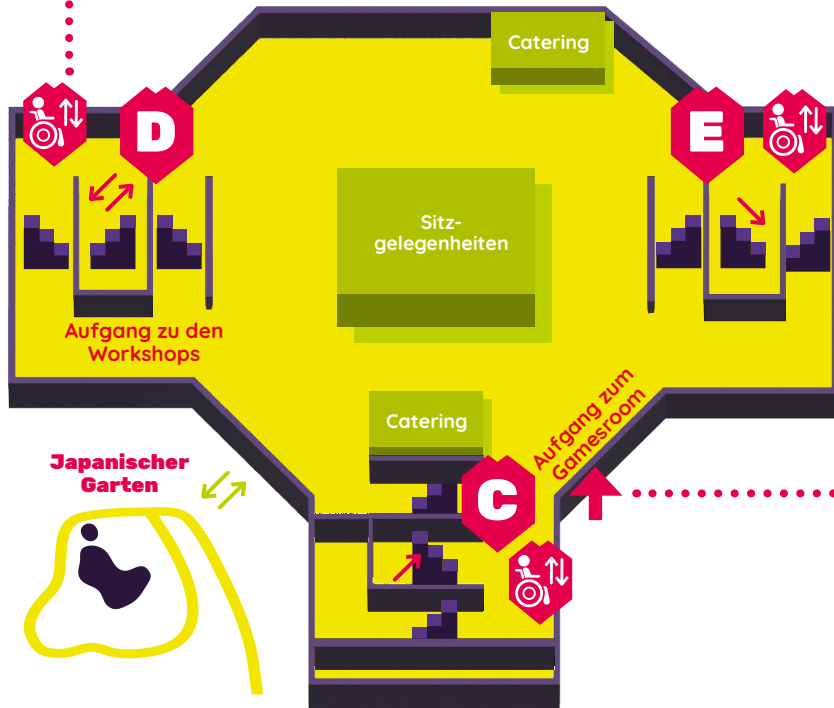 Catering
D
E
Sitz-
gelegenheiten
Aufgang zu den
Workshops
Catering
Aufgang zum
Gamesroom
Japanischer
Garten
C